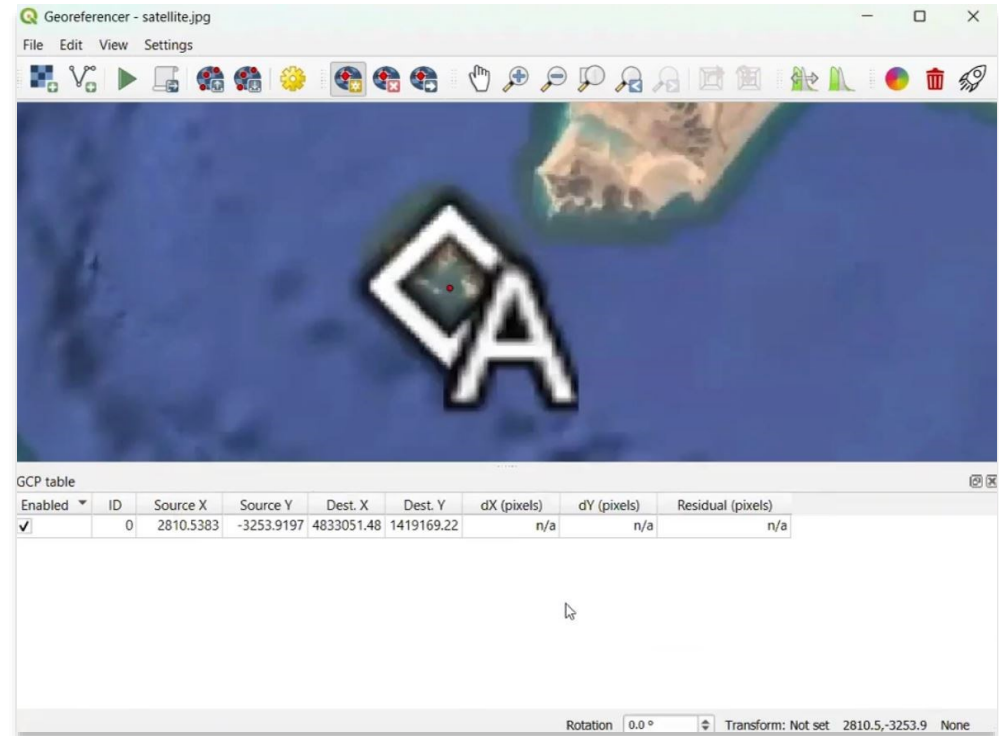 Georeferencer - satellite.jpg
File Edit View Settings
A
GCP table
Enabled ID Source X Source Y Dest. X Dest. Y dX (pixels) dY (pixels) Residual (pixels)
0 2810.5383 -3253.9197 4833051.48 1419169.22 n/a n/a n/a
Rotation 0.0 ° Transform: Not set 2810.5,-3253.9 None